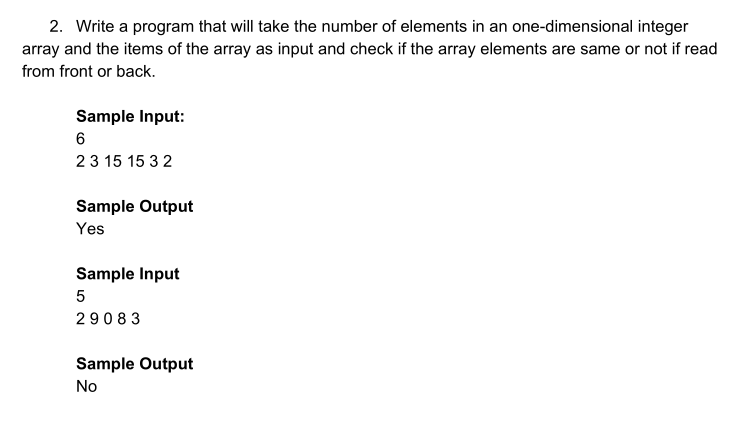 2. Write a program that will take the number of elements in an one-dimensional integer
array and the items of the array as input and check if the array elements are same or not if read
from front or back.
Sample Input:
6
2 3 15 15 3 2
Sample Output
Yes
Sample Input
5
2 9 0 8 3
Sample Output
No